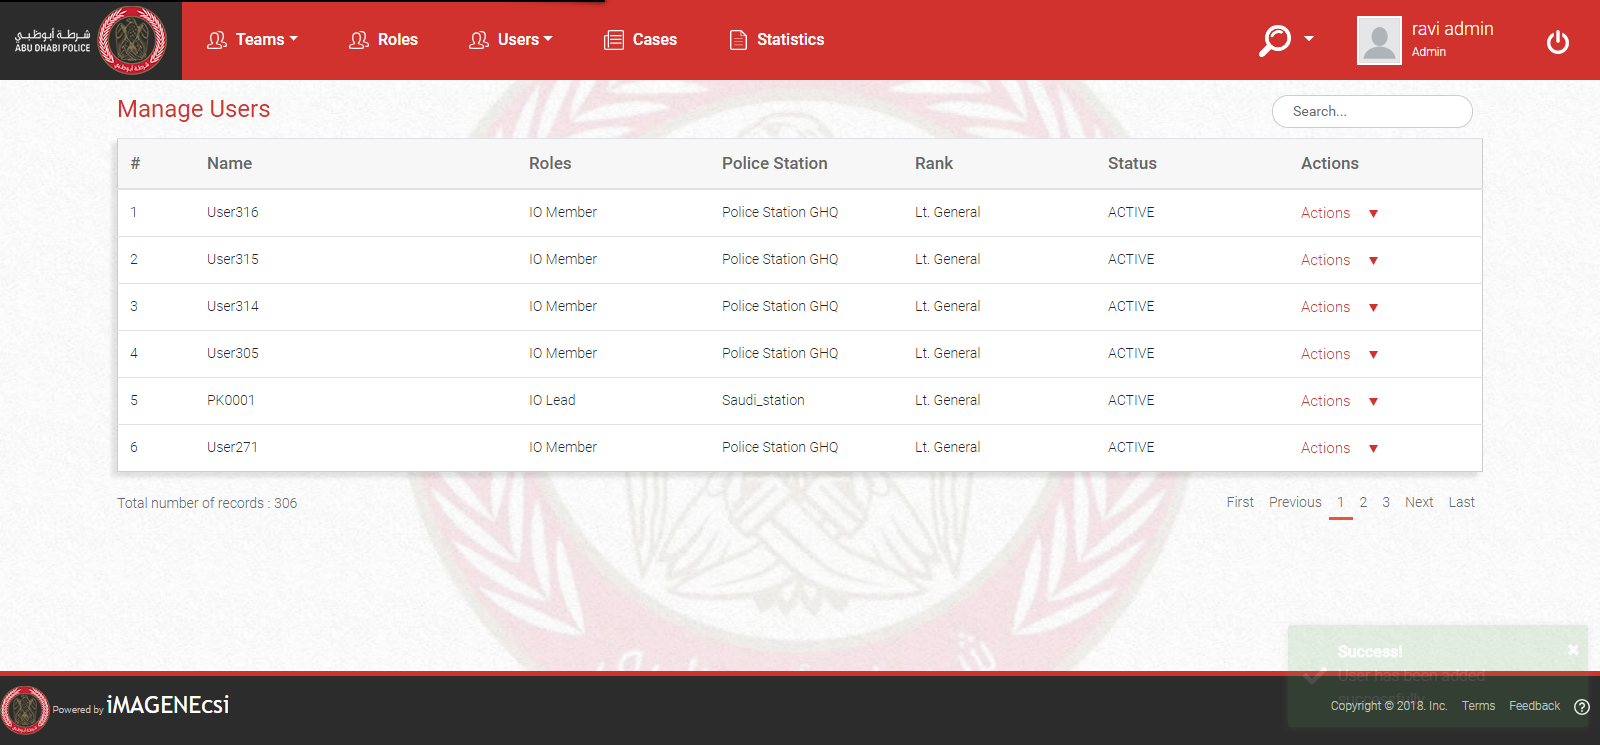 شرطة أبوظبي
ABU DHABI POLICE
Teams
Roles
Users
Cases
Statistics
ravi admin
Admin
Manage Users
Search...
# Name Roles Police Station Rank Status Actions
1 User316 IO Member Police Station GHQ Lt. General ACTIVE Actions
2 User315 IO Member Police Station GHQ Lt. General ACTIVE Actions
3 User314 IO Member Police Station GHQ Lt. General ACTIVE Actions
4 User305 IO Member Police Station GHQ Lt. General ACTIVE Actions
5 PK0001 IO Lead Saudi_station Lt. General ACTIVE Actions
6 User271 IO Member Police Station GHQ Lt. General ACTIVE Actions
Total number of records : 306
First Previous 1 2 3 Next Last
Success!
User has been added
successfully
Powered by iMAGENEcsi
Copyright © 2018. Inc. Terms Feedback